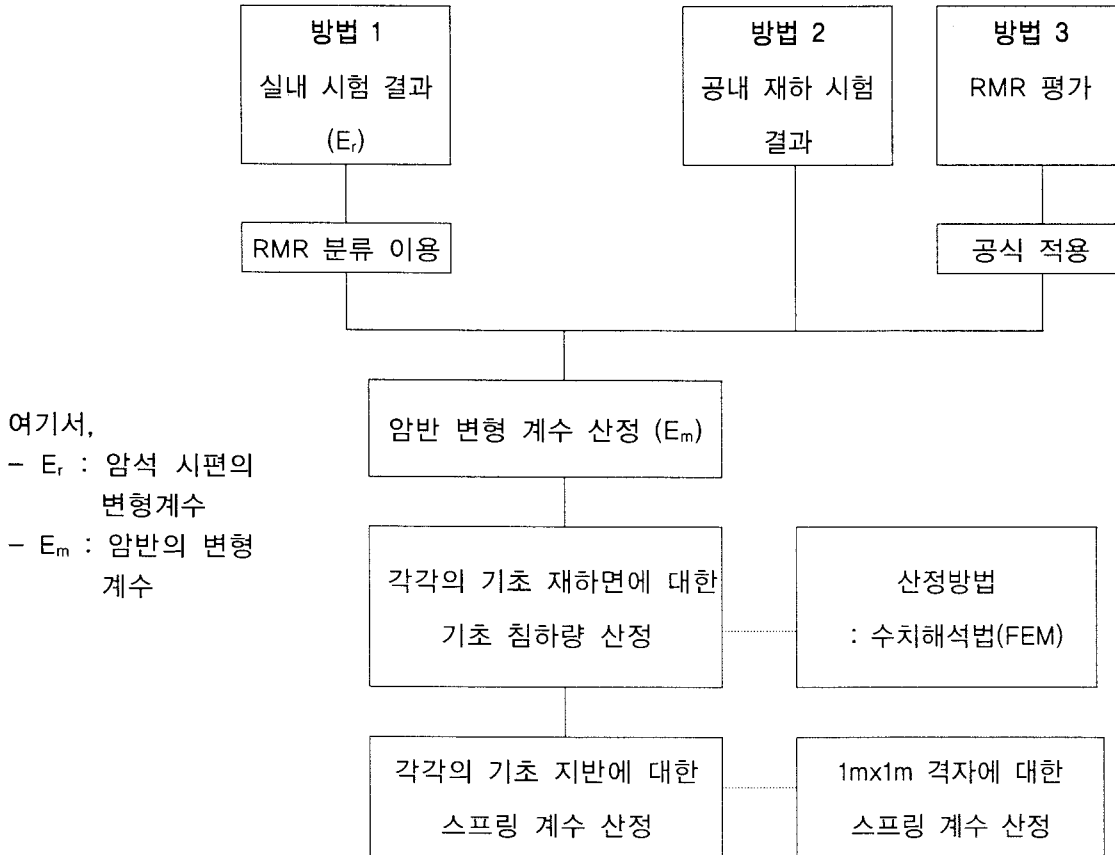 방법 1
실내 시험 결과
(Eᵣ)
방법 2
공내 재하 시험
결과
방법 3
RMR 평가
RMR 분류 이용
공식 적용
암반 변형 계수 산정 (Eₘ)
여기서,
– Eᵣ : 암석 시편의
변형계수
– Eₘ : 암반의 변형
계수
각각의 기초 재하면에 대한
기초 침하량 산정
산정방법
: 수치해석법(FEM)
각각의 기초 지반에 대한
스프링 계수 산정
1mx1m 격자에 대한
스프링 계수 산정